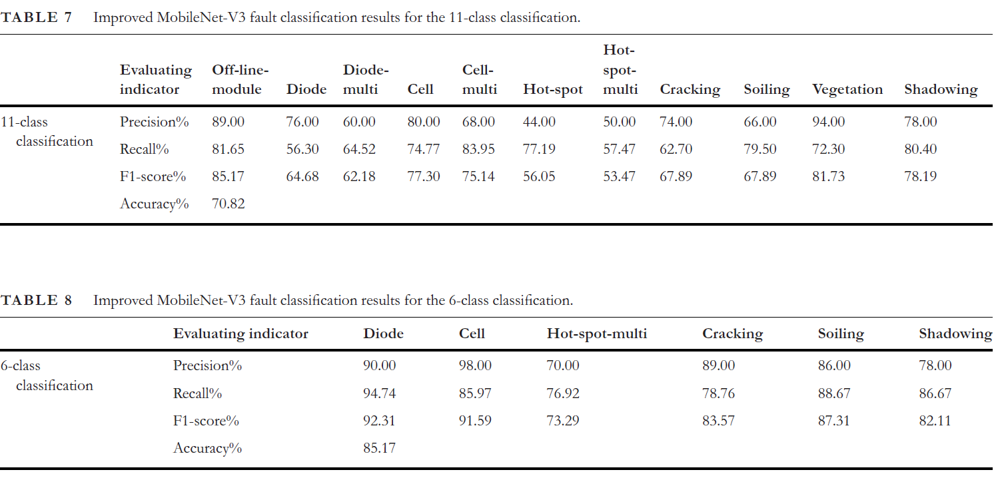 TABLE 7 Improved MobileNet-V3 fault classification results for the 11-class classification.
Hot-
Evaluating Off-line- Diode- Cell- spot-
indicator module Diode multi Cell multi Hot-spot multi Cracking Soiling Vegetation Shadowing
11-class Precision% 89.00 76.00 60.00 80.00 68.00 44.00 50.00 74.00 66.00 94.00 78.00
classification
Recall% 81.65 56.30 64.52 74.77 83.95 77.19 57.47 62.70 79.50 72.30 80.40
F1-score% 85.17 64.68 62.18 77.30 75.14 56.05 53.47 67.89 67.89 81.73 78.19
Accuracy% 70.82
TABLE 8 Improved MobileNet-V3 fault classification results for the 6-class classification.
Evaluating indicator Diode Cell Hot-spot-multi Cracking Soiling Shadowing
6-class Precision% 90.00 98.00 70.00 89.00 86.00 78.00
classification
Recall% 94.74 85.97 76.92 78.76 88.67 86.67
F1-score% 92.31 91.59 73.29 83.57 87.31 82.11
Accuracy% 85.17